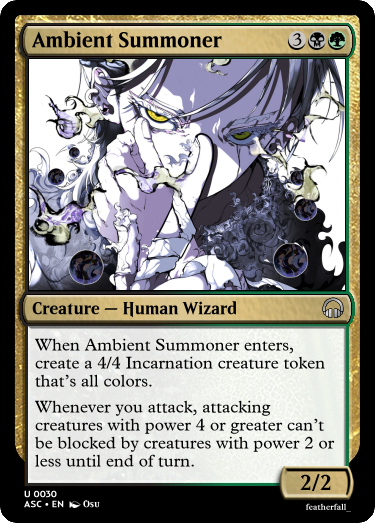 Ambient Summoner 3
Creature — Human Wizard
When Ambient Summoner enters,
create a 4/4 Incarnation creature token
that's all colors.
Whenever you attack, attacking
creatures with power 4 or greater can't
be blocked by creatures with power 2 or
less until end of turn.
2/2
U 0030
ASC • EN Osu
featherfall_